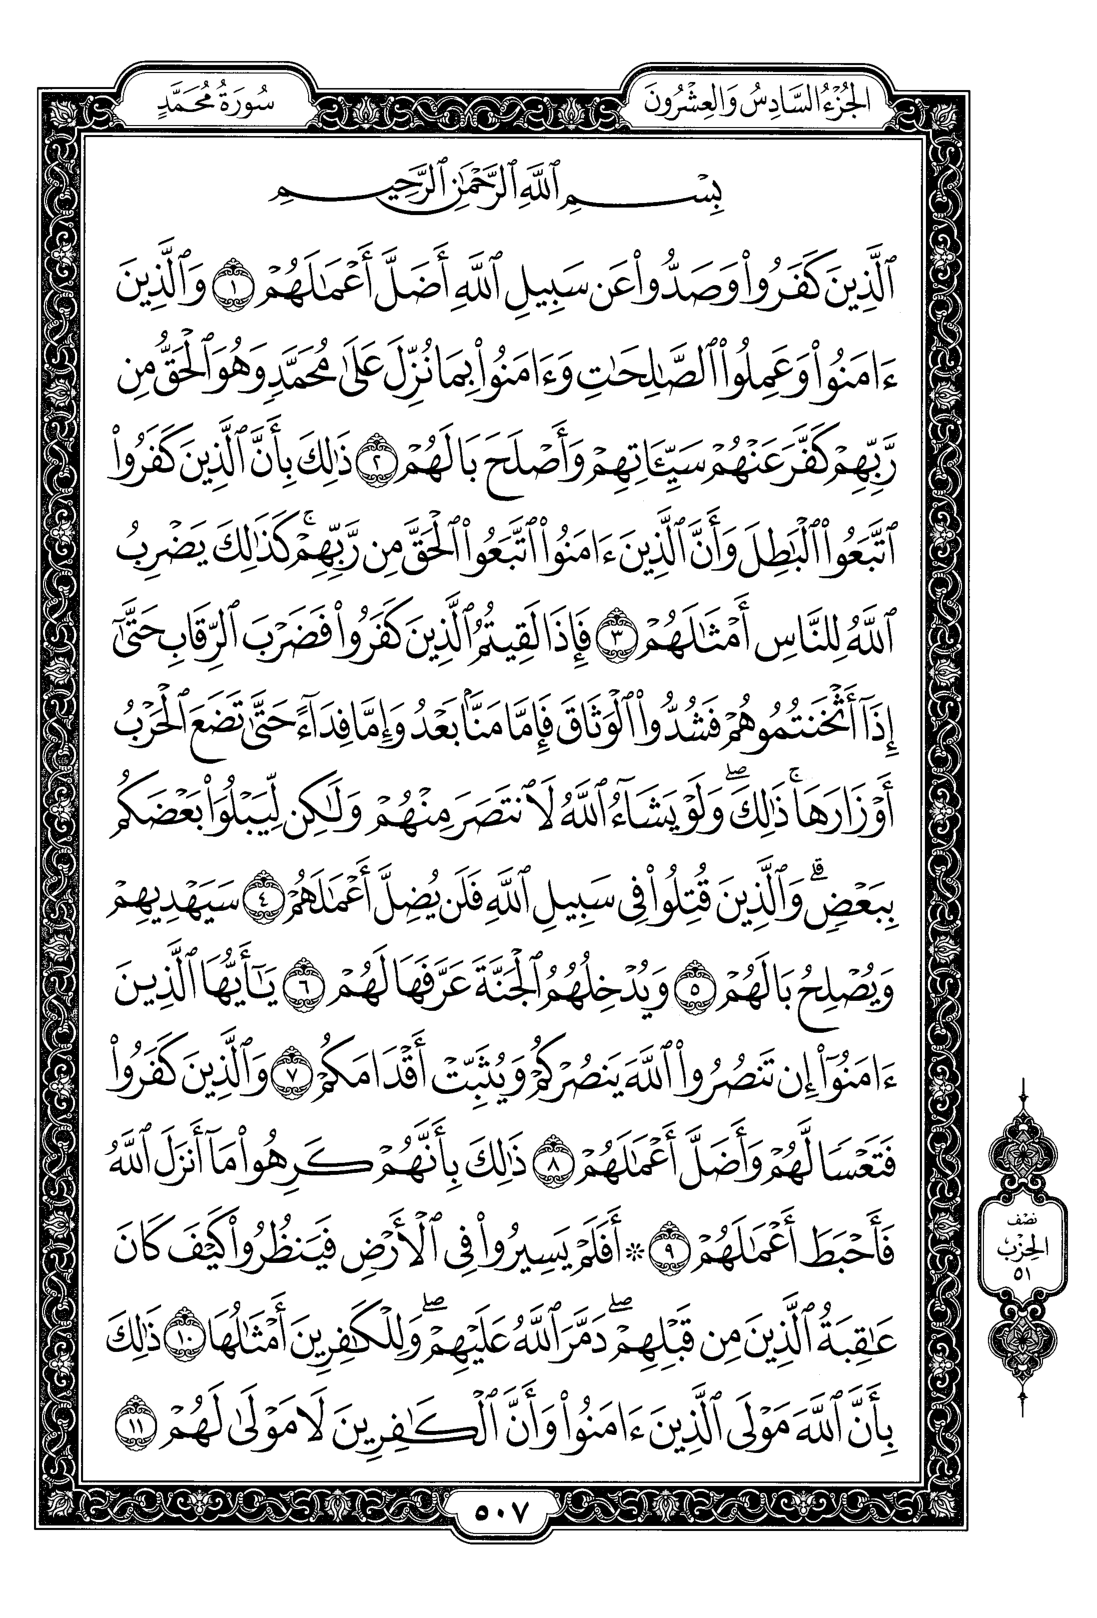 الجُزْءُ السَّادِسُ وَالعِشْرُونَ
سُورَةُ مُحَمَّدٍ
بِسْمِ ٱللَّهِ ٱلرَّحْمَٰنِ ٱلرَّحِيمِ
ٱلَّذِينَ كَفَرُوا۟ وَصَدُّوا۟ عَن سَبِيلِ ٱللَّهِ أَضَلَّ أَعْمَٰلَهُمْ ١ وَٱلَّذِينَ
ءَامَنُوا۟ وَعَمِلُوا۟ ٱلصَّٰلِحَٰتِ وَءَامَنُوا۟ بِمَا نُزِّلَ عَلَىٰ مُحَمَّدٍ وَهُوَ ٱلْحَقُّ مِن
رَّبِّهِمْ كَفَّرَ عَنْهُمْ سَيِّـَٔاتِهِمْ وَأَصْلَحَ بَالَهُمْ ٢ ذَٰلِكَ بِأَنَّ ٱلَّذِينَ كَفَرُوا۟
ٱتَّبَعُوا۟ ٱلْبَٰطِلَ وَأَنَّ ٱلَّذِينَ ءَامَنُوا۟ ٱتَّبَعُوا۟ ٱلْحَقَّ مِن رَّبِّهِمْ ۚ كَذَٰلِكَ يَضْرِبُ
ٱللَّهُ لِلنَّاسِ أَمْثَٰلَهُمْ ٣ فَإِذَا لَقِيتُمُ ٱلَّذِينَ كَفَرُوا۟ فَضَرْبَ ٱلرِّقَابِ حَتَّىٰٓ
إِذَآ أَثْخَنتُمُوهُمْ فَشُدُّوا۟ ٱلْوَثَاقَ فَإِمَّا مَنًّۢا بَعْدُ وَإِمَّا فِدَآءً حَتَّىٰ تَضَعَ ٱلْحَرْبُ
أَوْزَارَهَا ۚ ذَٰلِكَ ۖ وَلَوْ يَشَآءُ ٱللَّهُ لَٱنتَصَرَ مِنْهُمْ وَلَٰكِن لِّيَبْلُوَا۟ بَعْضَكُم
بِبَعْضٍ ۗ وَٱلَّذِينَ قُتِلُوا۟ فِى سَبِيلِ ٱللَّهِ فَلَن يُضِلَّ أَعْمَٰلَهُمْ ٤ سَيَهْدِيهِمْ
وَيُصْلِحُ بَالَهُمْ ٥ وَيُدْخِلُهُمُ ٱلْجَنَّةَ عَرَّفَهَا لَهُمْ ٦ يَٰٓأَيُّهَا ٱلَّذِينَ
ءَامَنُوٓا۟ إِن تَنصُرُوا۟ ٱللَّهَ يَنصُرْكُمْ وَيُثَبِّتْ أَقْدَامَكُمْ ٧ وَٱلَّذِينَ كَفَرُوا۟
فَتَعْسًا لَّهُمْ وَأَضَلَّ أَعْمَٰلَهُمْ ٨ ذَٰلِكَ بِأَنَّهُمْ كَرِهُوا۟ مَآ أَنزَلَ ٱللَّهُ
فَأَحْبَطَ أَعْمَٰلَهُمْ ٩ ۞ أَفَلَمْ يَسِيرُوا۟ فِى ٱلْأَرْضِ فَيَنظُرُوا۟ كَيْفَ كَانَ
عَٰقِبَةُ ٱلَّذِينَ مِن قَبْلِهِمْ ۖ دَمَّرَ ٱللَّهُ عَلَيْهِمْ ۖ وَلِلْكَٰفِرِينَ أَمْثَٰلُهَا ١٠ ذَٰلِكَ
بِأَنَّ ٱللَّهَ مَوْلَى ٱلَّذِينَ ءَامَنُوا۟ وَأَنَّ ٱلْكَٰفِرِينَ لَا مَوْلَىٰ لَهُمْ ١١
نصْف
الحِزْب
٥١
٥٠٧